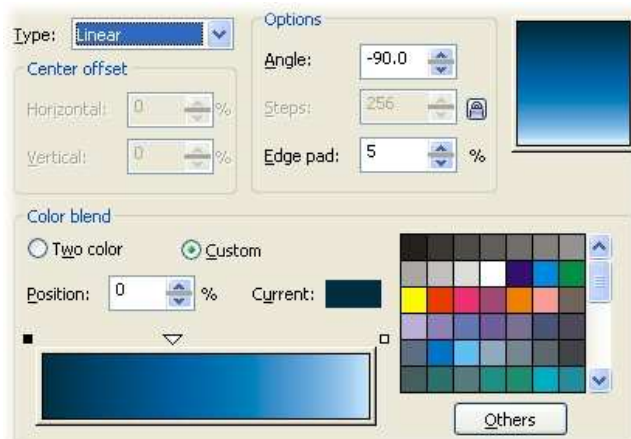 Type: Linear
Center offset
Horizontal: 0 %
Vertical: 0 %
Options
Angle: -90.0
Steps: 256
Edge pad: 5 %
Color blend
Two color Custom
Position: 0 % Current:
Others